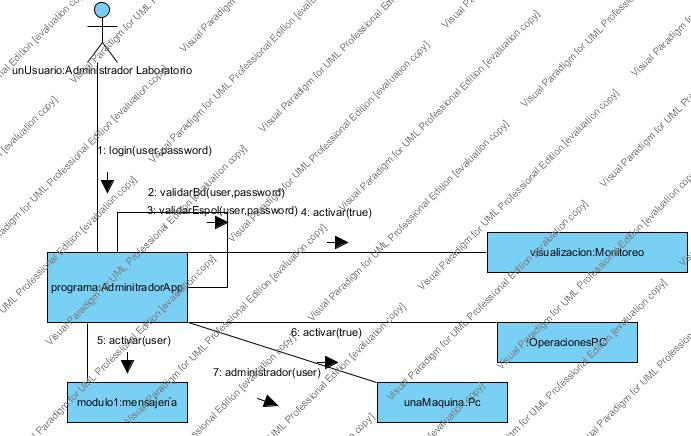 unUsuario:Administrador Laboratorio
1: login(user,password)
2: validarBd(user,password)
3: validarEspol(user,password)
4: activar(true)
visualizacion:Monitoreo
programa:AdminitradorApp
5: activar(user)
6: activar(true)
:OperacionesPC
7: administrador(user)
modulo1:mensajería
unaMaquina:Pc
Visual Paradigm for UML Professional Edition [evaluation copy]